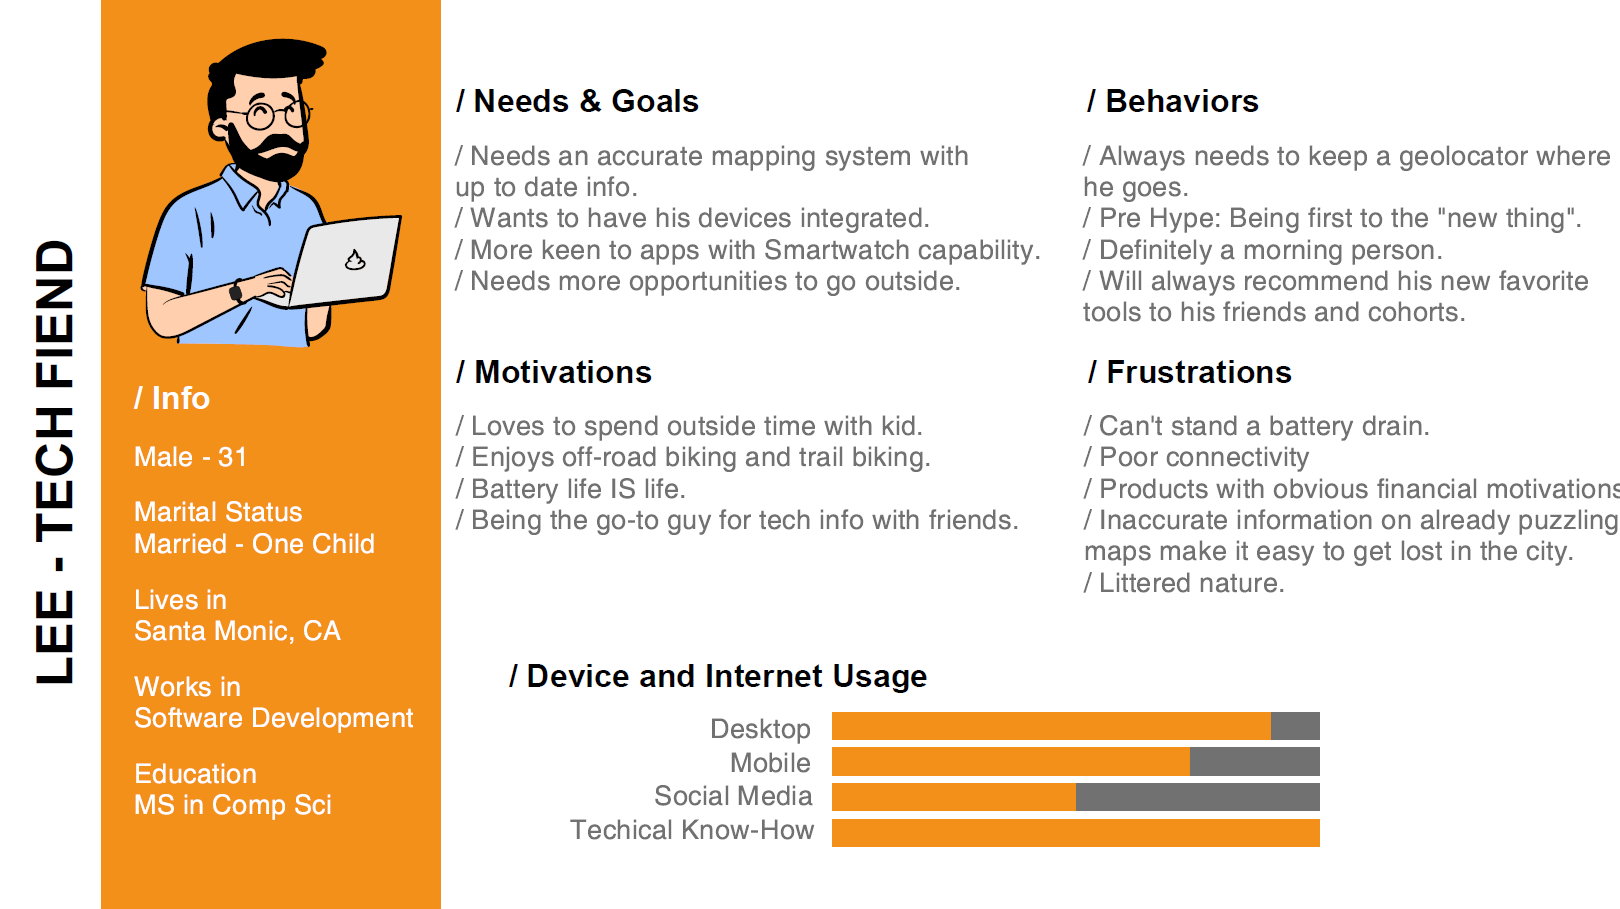 LEE - TECH FIEND
/ Info
Male - 31
Marital Status
Married - One Child
Lives in
Santa Monic, CA
Works in
Software Development
Education
MS in Comp Sci
/ Needs & Goals
/ Needs an accurate mapping system with
up to date info.
/ Wants to have his devices integrated.
/ More keen to apps with Smartwatch capability.
/ Needs more opportunities to go outside.
/ Motivations
/ Loves to spend outside time with kid.
/ Enjoys off-road biking and trail biking.
/ Battery life IS life.
/ Being the go-to guy for tech info with friends.
/ Behaviors
/ Always needs to keep a geolocator where
he goes.
/ Pre Hype: Being first to the "new thing".
/ Definitely a morning person.
/ Will always recommend his new favorite
tools to his friends and cohorts.
/ Frustrations
/ Can't stand a battery drain.
/ Poor connectivity
/ Products with obvious financial motivations
/ Inaccurate information on already puzzling
maps make it easy to get lost in the city.
/ Littered nature.
/ Device and Internet Usage
Desktop
Mobile
Social Media
Techical Know-How